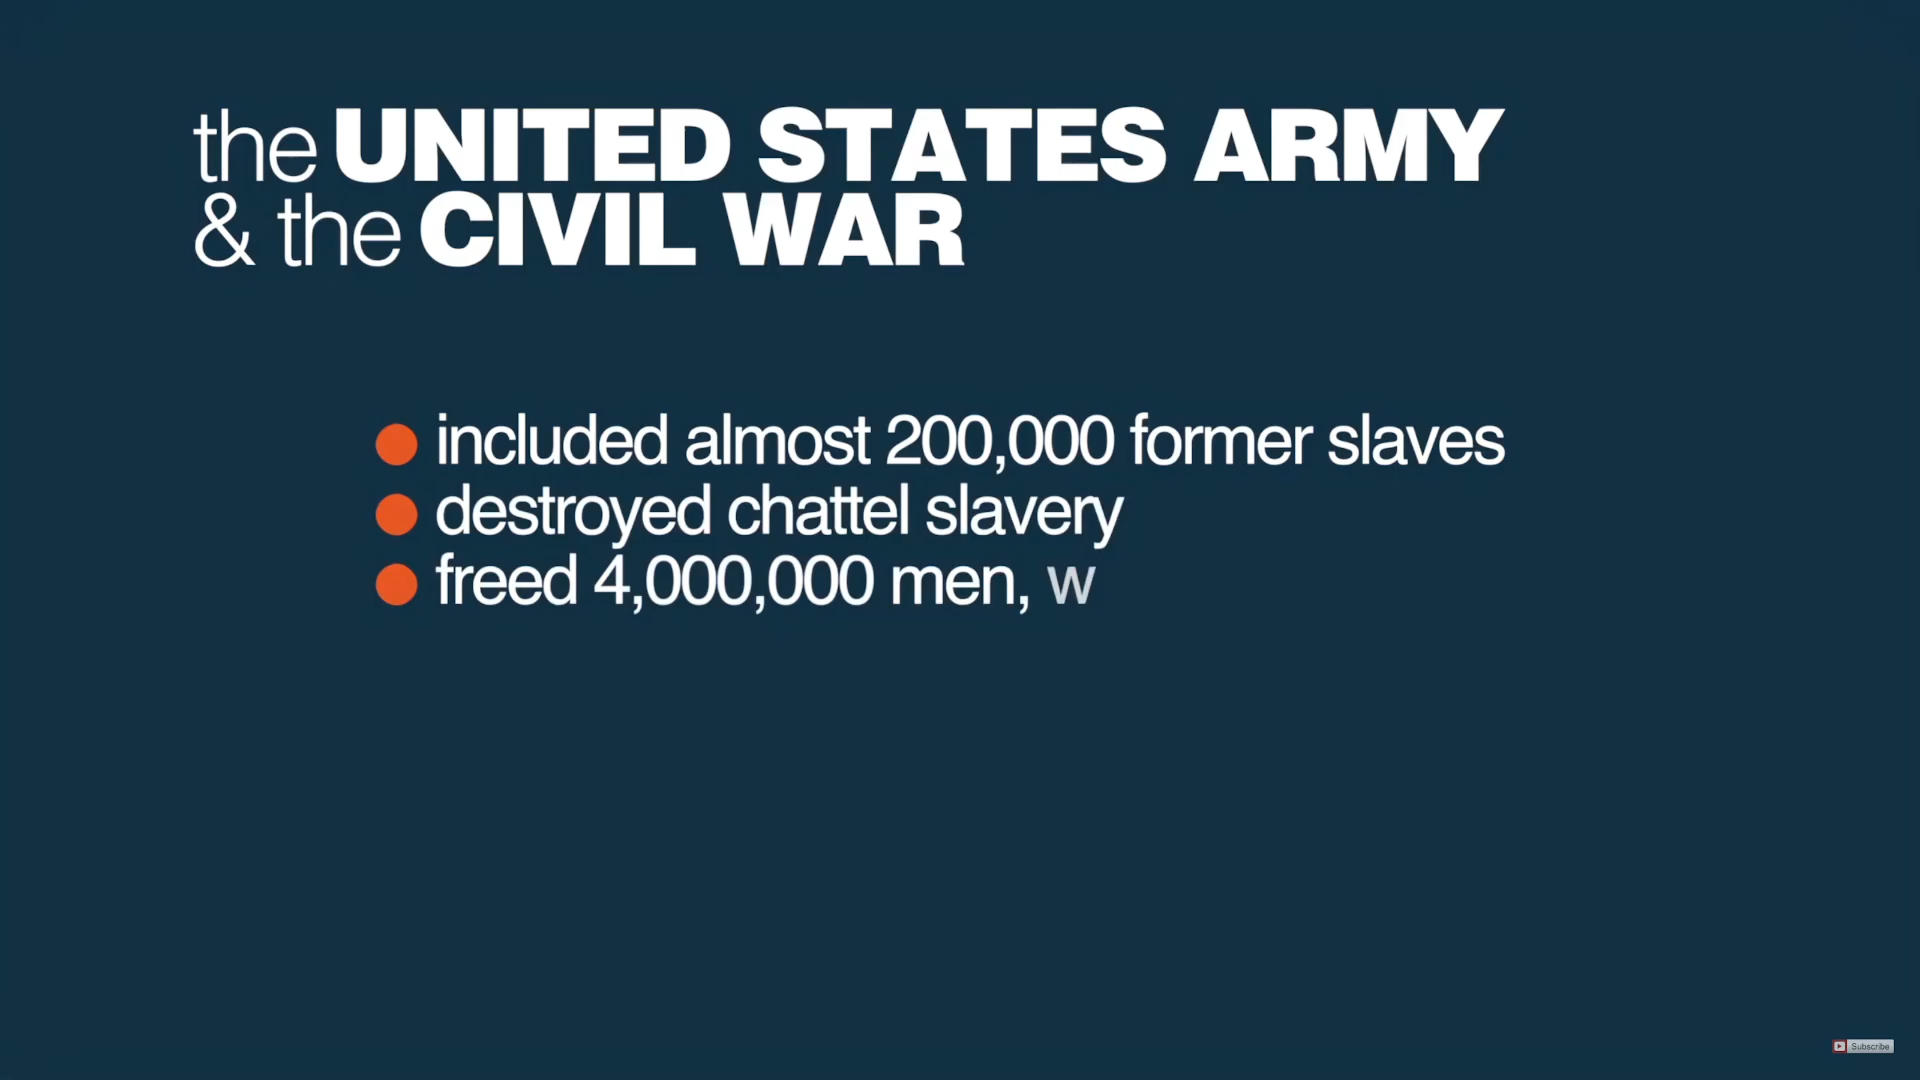 the UNITED STATES ARMY
& the CIVIL WAR
included almost 200,000 former slaves
destroyed chattel slavery
freed 4,000,000 men, w
Subscribe